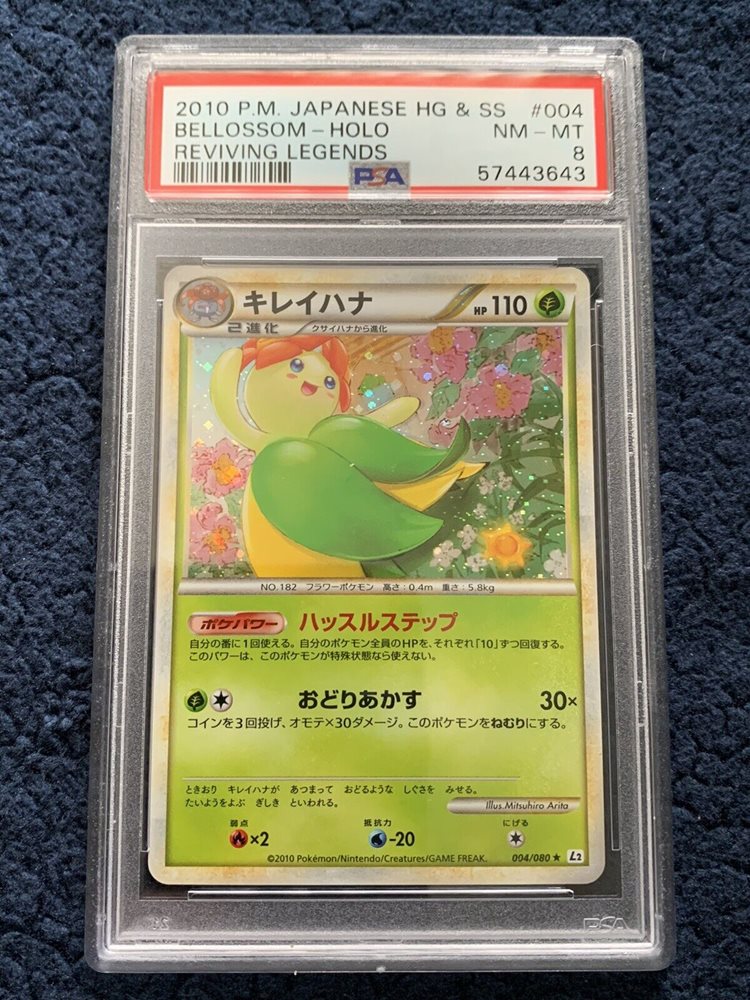 2010 P.M. JAPANESE HG & SS #004
BELLOSSOM - HOLO NM - MT
REVIVING LEGENDS 8
PSA 57443643
キレイハナ HP 110
2進化 クサイハナから進化
NO.182 フラワーポケモン 高さ:0.4m 重さ:5.8kg
ポケパワー ハッスルステップ
自分の番に1回使える。自分のポケモン全員のHPを、それぞれ「10」ずつ回復する。
このパワーは、このポケモンが特殊状態なら使えない。
おどりあかす 30×
コインを3回投げ、オモテ×30ダメージ。このポケモンをねむりにする。
ときおり キレイハナが あつまって おどるような しぐさを みせる。
たいようをよぶ ぎしき といわれる。
Illus. Mitsuhiro Arita
弱点 抵抗力 にげる
×2 -20
©2010 Pokémon/Nintendo/Creatures/GAME FREAK. 004/080 ★ L2
PSA